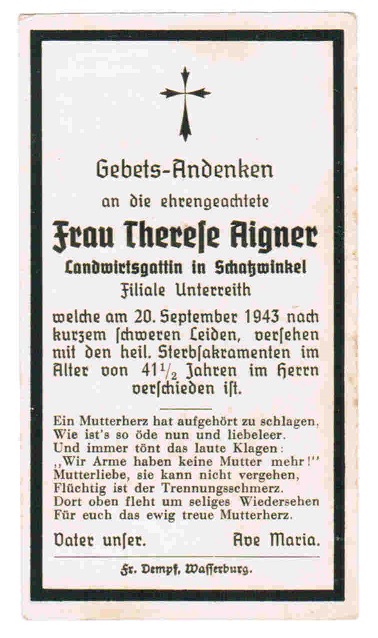 Gebets-Andenken
an die ehrengeachtete
Frau Therese Aigner
Landwirtsgattin in Schatzwinkel
Filiale Unterreith
welche am 20. September 1943 nach
kurzem schweren Leiden, versehen
mit den heil. Sterbsakramenten im
Alter von 41 1/2 Jahren im Herrn
verschieden ist.
Ein Mutterherz hat aufgehört zu schlagen,
Wie ist's so öde nun und liebeleer.
Und immer tönt das laute Klagen:
„Wir Arme haben keine Mutter mehr!"
Mutterliebe, sie kann nicht vergehen,
Flüchtig ist der Trennungsschmerz.
Dort oben fleht um seliges Wiedersehen
Für euch das ewig treue Mutterherz.
Vater unser. Ave Maria.
Fr. Dempf, Wasserburg.